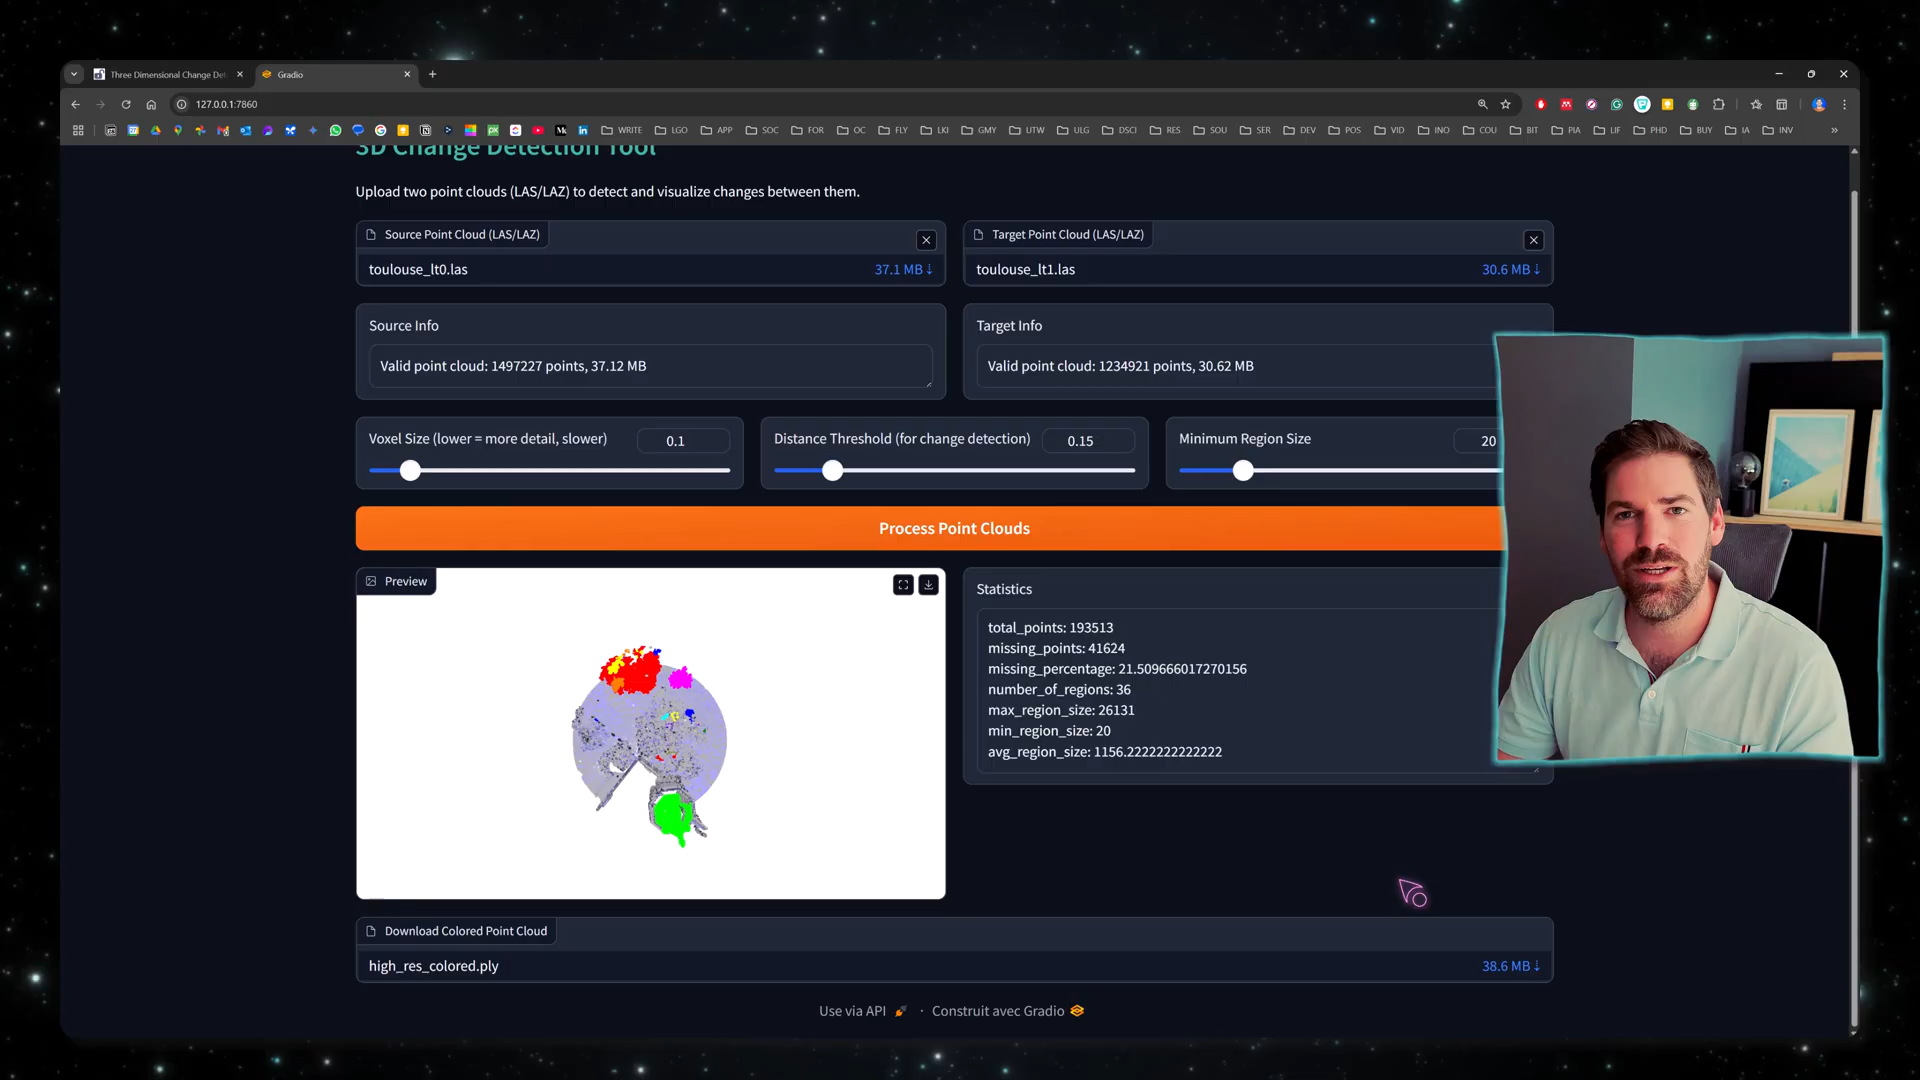 Three Dimensional Change Det
Gradio
127.0.0.1:7860
WRITE
LGO
APP
SOC
FOR
OC
FLY
LKI
GMY
UTW
ULG
DSCI
RES
SOU
SER
DEV
POS
VID
INO
COU
BIT
PIA
LIF
PHD
BUY
IA
INV
3D Change Detection Tool
Upload two point clouds (LAS/LAZ) to detect and visualize changes between them.
Source Point Cloud (LAS/LAZ)
toulouse_lt0.las 37.1 MB ↓
Target Point Cloud (LAS/LAZ)
toulouse_lt1.las 30.6 MB ↓
Source Info
Valid point cloud: 1497227 points, 37.12 MB
Target Info
Valid point cloud: 1234921 points, 30.62 MB
Voxel Size (lower = more detail, slower) 0.1
Distance Threshold (for change detection) 0.15
Minimum Region Size 20
Process Point Clouds
Preview
Statistics
total_points: 193513
missing_points: 41624
missing_percentage: 21.509666017270156
number_of_regions: 36
max_region_size: 26131
min_region_size: 20
avg_region_size: 1156.2222222222222
Download Colored Point Cloud
high_res_colored.ply 38.6 MB ↓
Use via API · Construit avec Gradio